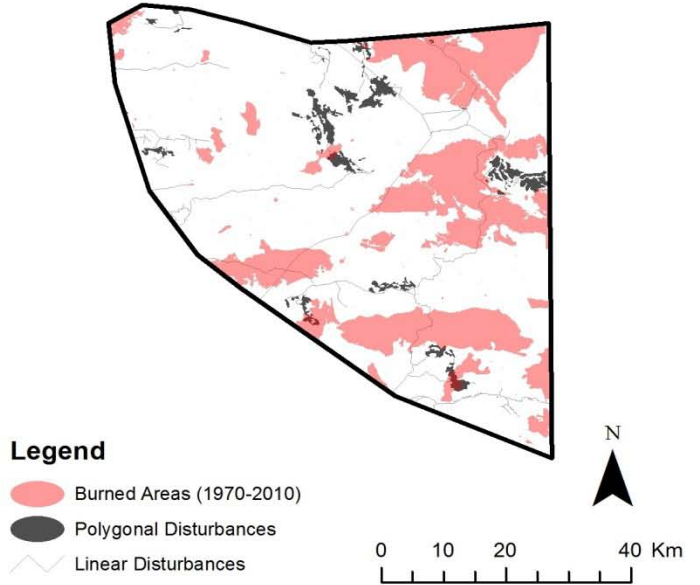 N
Legend
Burned Areas (1970-2010)
Polygonal Disturbances
Linear Disturbances
0 10 20 40 Km